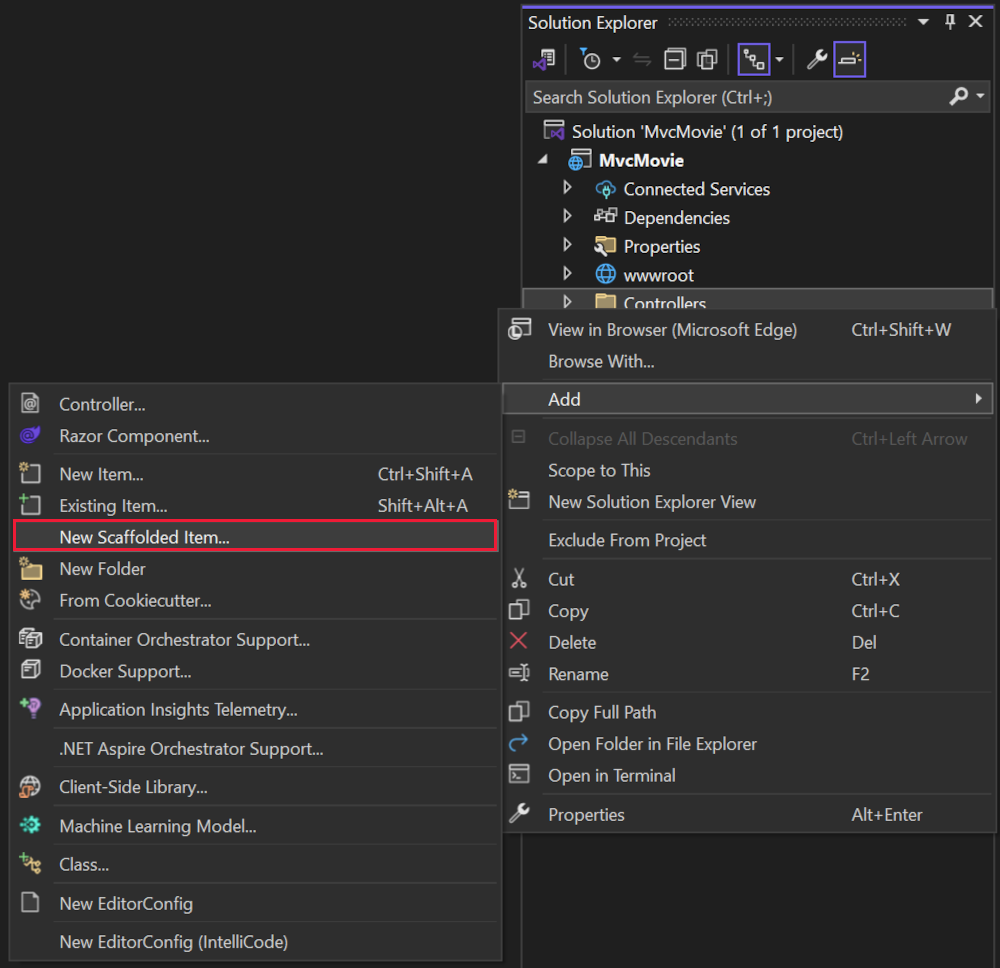 Solution Explorer
Search Solution Explorer (Ctrl+;)
Solution 'MvcMovie' (1 of 1 project)
MvcMovie
Connected Services
Dependencies
Properties
wwwroot
Controllers
View in Browser (Microsoft Edge) Ctrl+Shift+W
Browse With...
Add
Collapse All Descendants Ctrl+Left Arrow
Scope to This
New Solution Explorer View
Exclude From Project
Cut Ctrl+X
Copy Ctrl+C
Delete Del
Rename F2
Copy Full Path
Open Folder in File Explorer
Open in Terminal
Properties Alt+Enter
Controller...
Razor Component...
New Item... Ctrl+Shift+A
Existing Item... Shift+Alt+A
New Scaffolded Item...
New Folder
From Cookiecutter...
Container Orchestrator Support...
Docker Support...
Application Insights Telemetry...
.NET Aspire Orchestrator Support...
Client-Side Library...
Machine Learning Model...
Class...
New EditorConfig
New EditorConfig (IntelliCode)